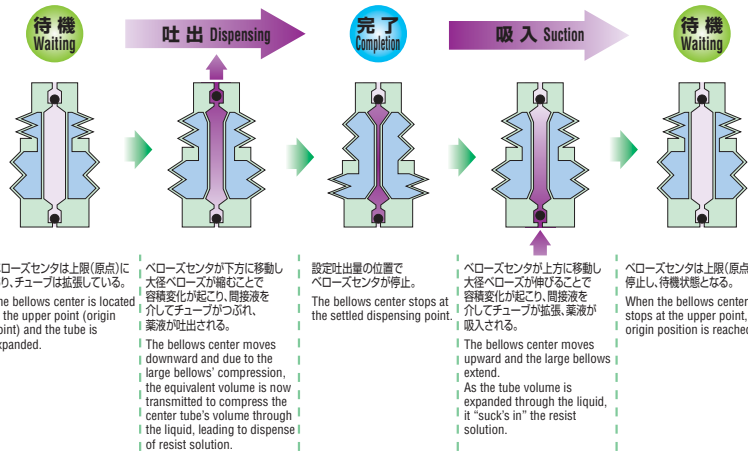 待機
Waiting
吐出 Dispensing
完了
Completion
吸入 Suction
待機
Waiting
ローズセンタは上限（原点）に
り、チューブは拡張している。
he bellows center is located
the upper point (origin
oint) and the tube is
xpanded.
ベローズセンタが下方に移動し
大径ベローズが縮むことで
容積変化が起こり、間接液を
介してチューブがつぶれ、
薬液が吐出される。
The bellows center moves
downward and due to the
large bellows’ compression,
the equivalent volume is now
transmitted to compress the
center tube’s volume through
the liquid, leading to dispense
of resist solution.
設定吐出量の位置で
ベローズセンタが停止。
The bellows center stops at
the settled dispensing point.
ベローズセンタが上方に移動し
大径ベローズが伸びることで
容積変化が起こり、間接液を
介してチューブが拡張、薬液が
吸入される。
The bellows center moves
upward and the large bellows
extend.
As the tube volume is
expanded through the liquid,
it “suck’s in” the resist
solution.
ベローズセンタは上限（原点
停止し、待機状態となる。
When the bellows center
stops at the upper point,
origin position is reached